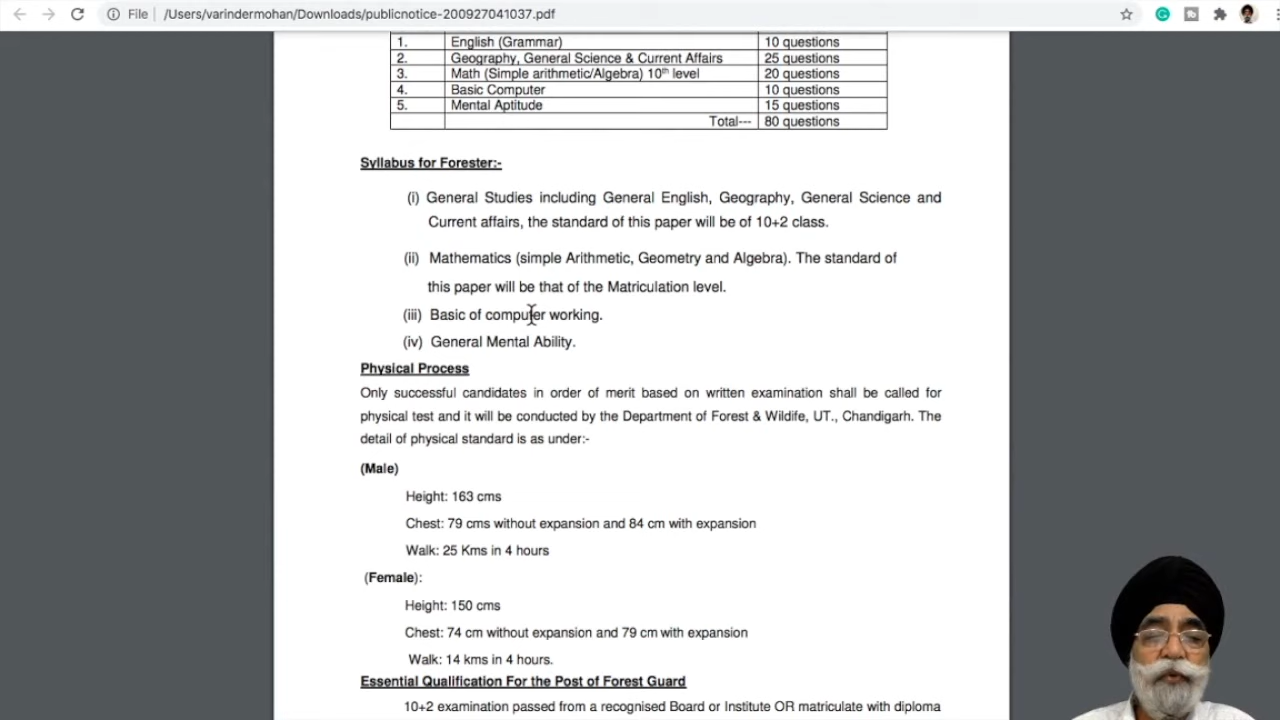 File | /Users/varindermohan/Downloads/publicnotice-200927041037.pdf
1. English (Grammar) 10 questions
2. Geography, General Science & Current Affairs 25 questions
3. Math (Simple arithmetic/Algebra) 10th level 20 questions
4. Basic Computer 10 questions
5. Mental Aptitude 15 questions
Total--- 80 questions
Syllabus for Forester:-
(i) General Studies including General English, Geography, General Science and
Current affairs, the standard of this paper will be of 10+2 class.
(ii) Mathematics (simple Arithmetic, Geometry and Algebra). The standard of
this paper will be that of the Matriculation level.
(iii) Basic of computer working.
(iv) General Mental Ability.
Physical Process
Only successful candidates in order of merit based on written examination shall be called for
physical test and it will be conducted by the Department of Forest & Wildife, UT., Chandigarh. The
detail of physical standard is as under:-
(Male)
Height: 163 cms
Chest: 79 cms without expansion and 84 cm with expansion
Walk: 25 Kms in 4 hours
(Female):
Height: 150 cms
Chest: 74 cm without expansion and 79 cm with expansion
Walk: 14 kms in 4 hours.
Essential Qualification For the Post of Forest Guard
10+2 examination passed from a recognised Board or Institute OR matriculate with diploma